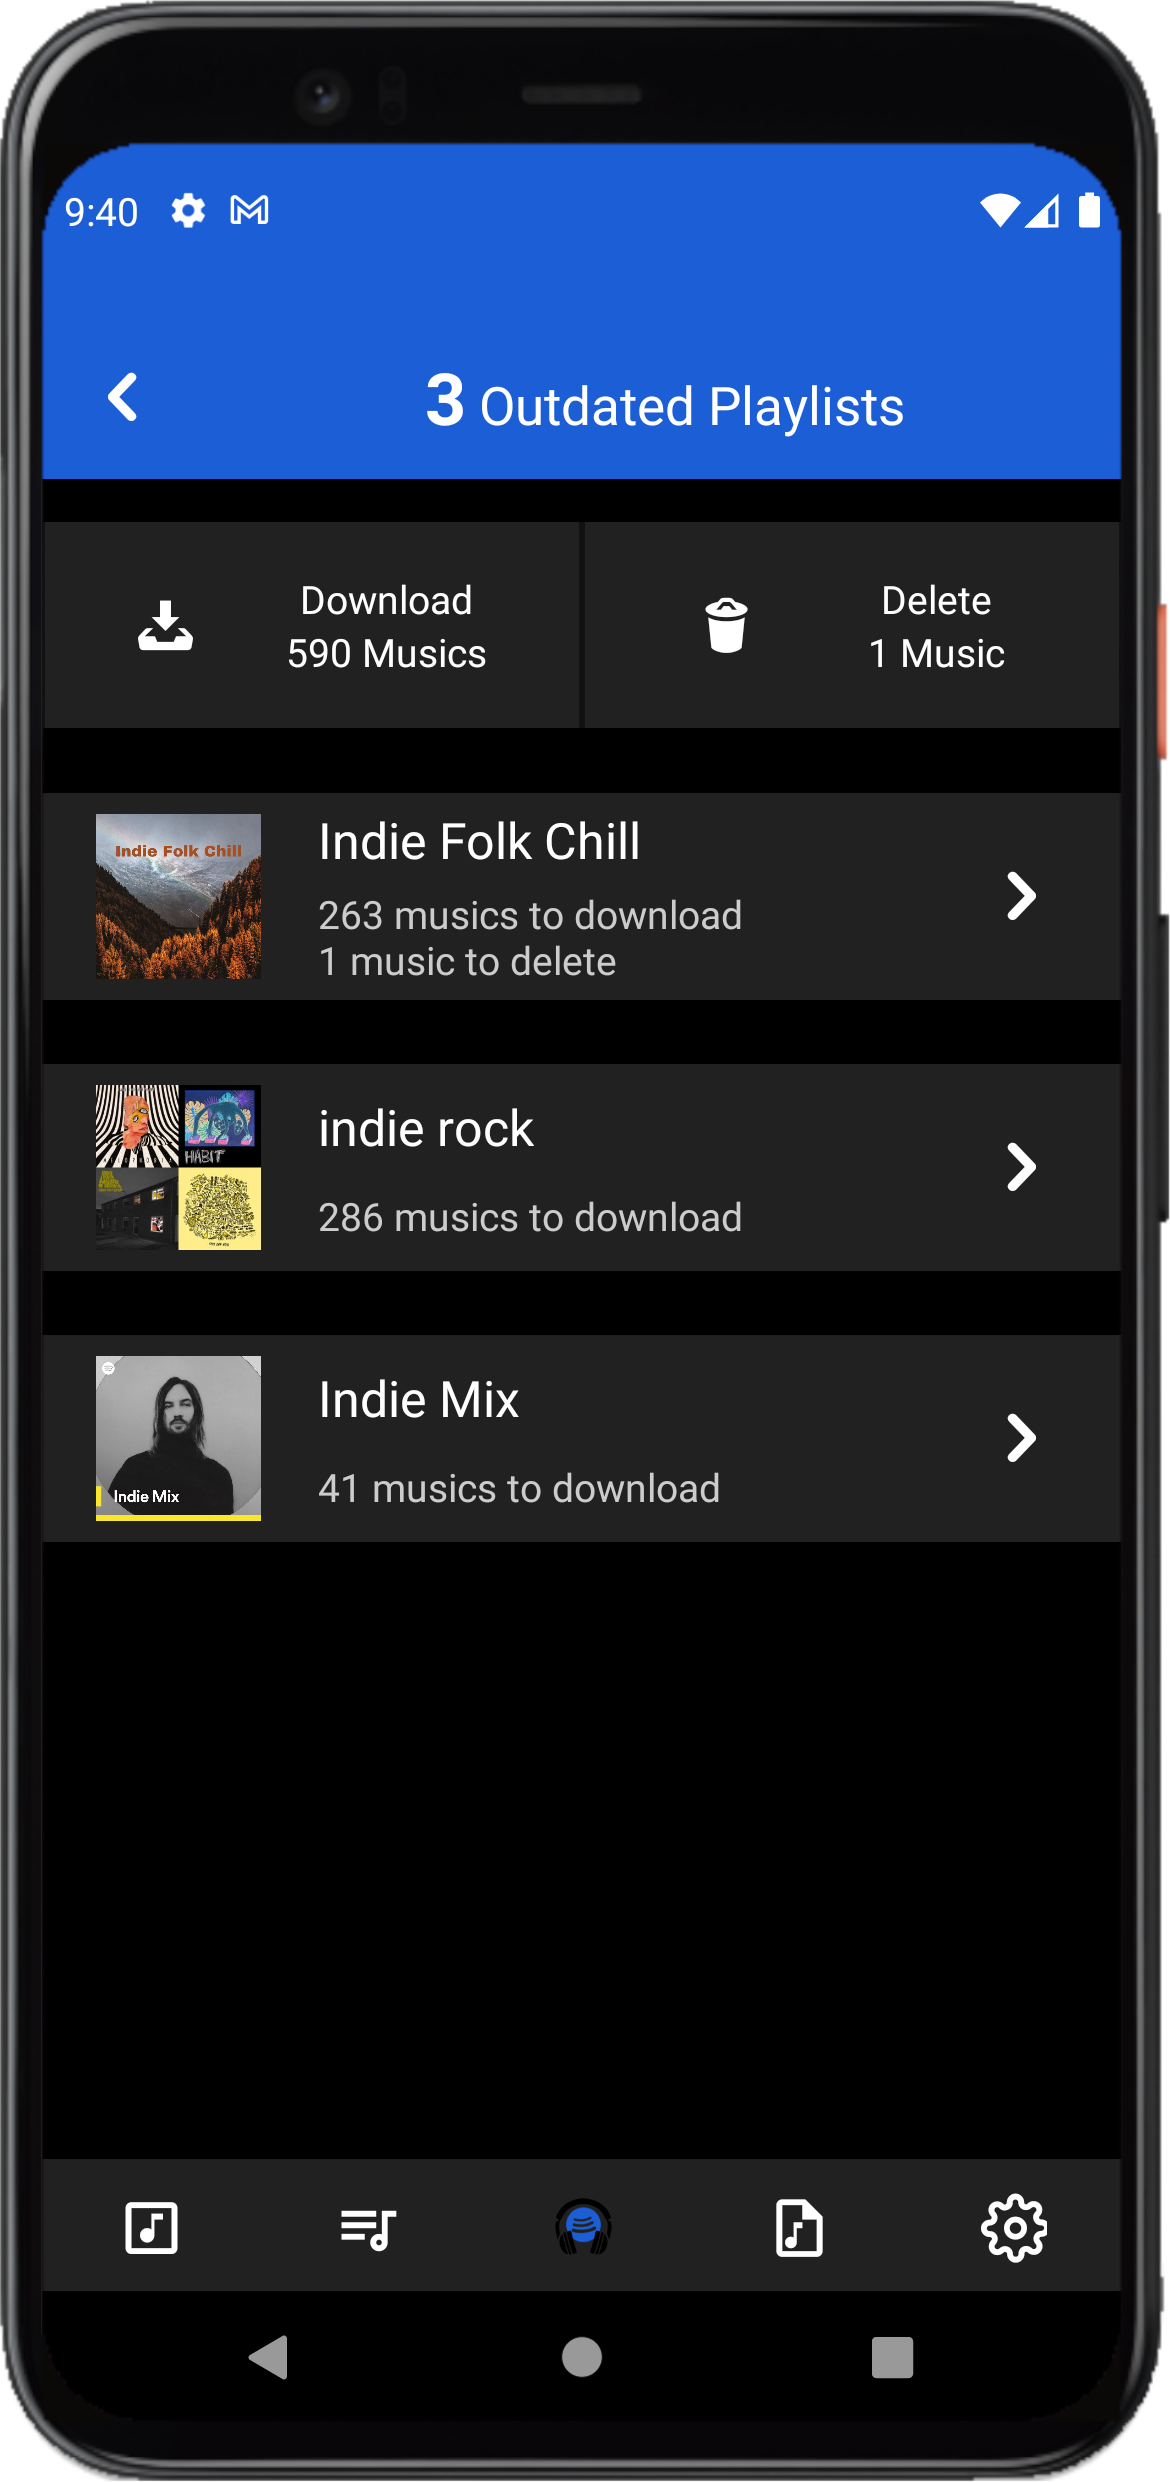 9:40
3 Outdated Playlists
Download
590 Musics
Delete
1 Music
Indie Folk Chill
Indie Folk Chill
263 musics to download
1 music to delete
HABIT
indie rock
286 musics to download
Indie Mix
Indie Mix
41 musics to download